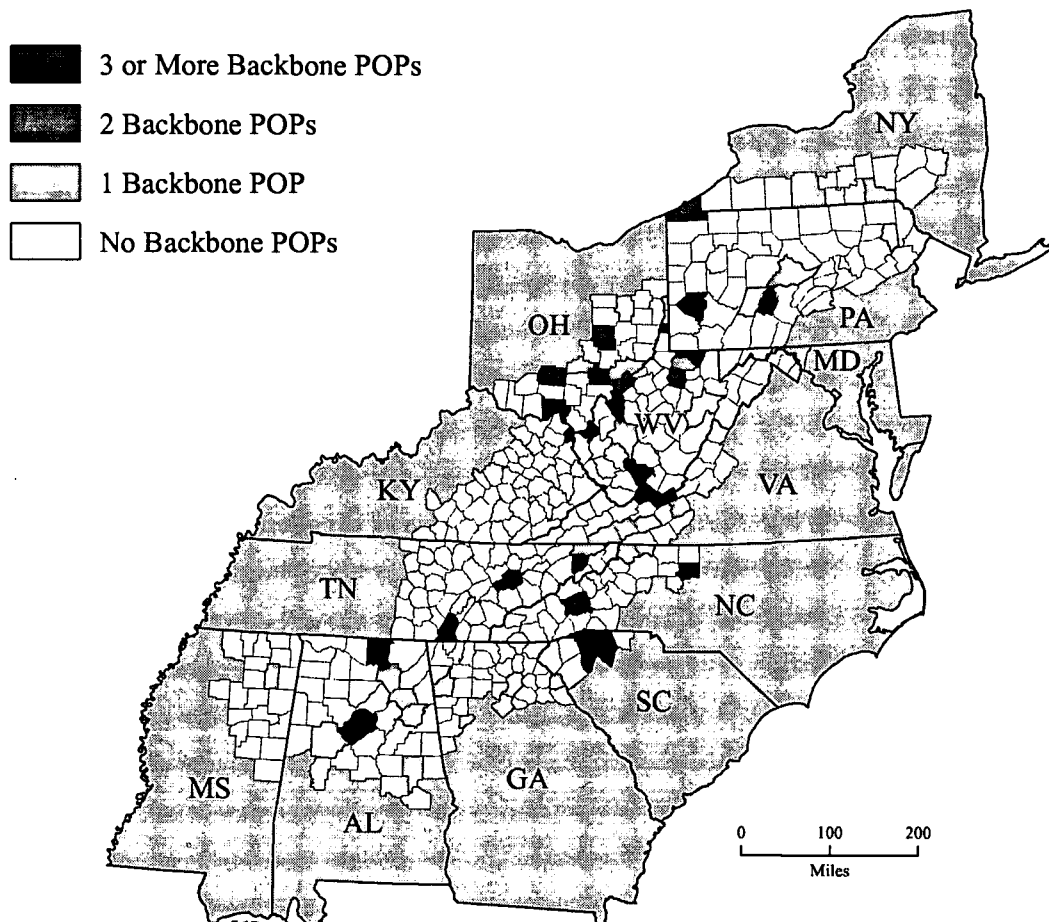 3 or More Backbone POPs
2 Backbone POPs
1 Backbone POP
No Backbone POPs
NY
OH
PA
MD
WV
KY
VA
TN
NC
SC
MS
AL
GA
0 100 200
Miles